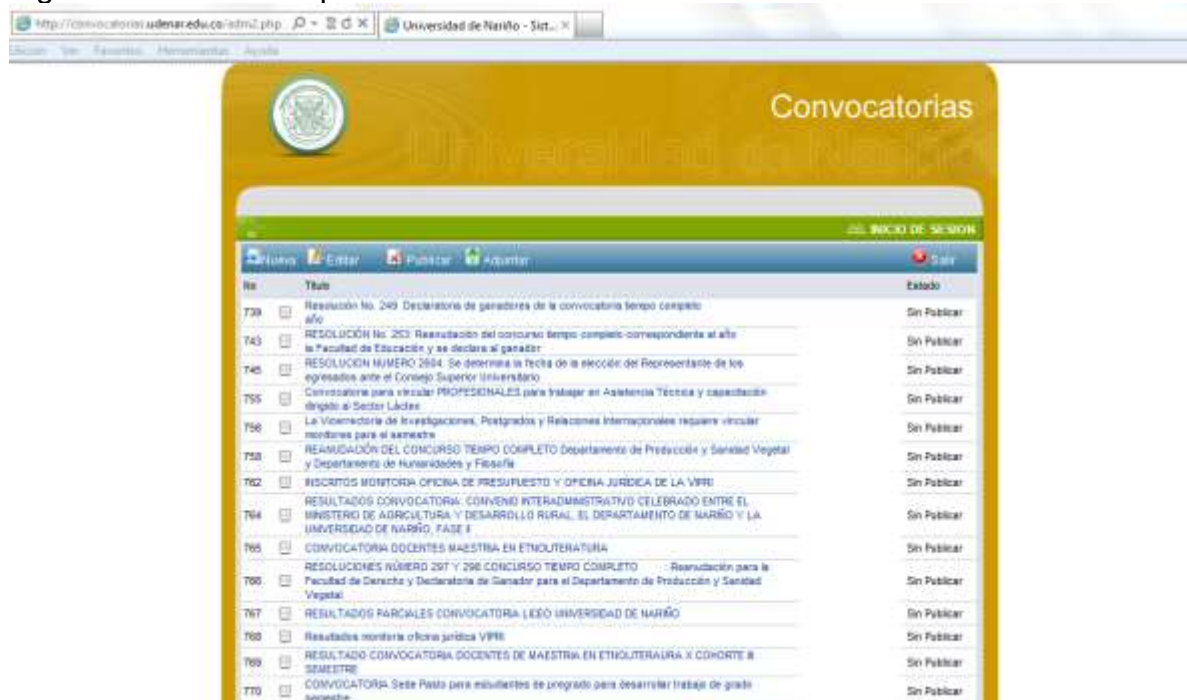 http://convocatorias.udenar.edu.co/adm2.php
Universidad de Nariño - Sist...
Edición Ver Favoritos Herramientas Ayuda
Convocatorias
Universidad de Nariño
INICIO DE SESION
Nuevo Editar Publicar Adjuntar Salir
No Título Estado
739 Resolución No. 249: Declaratoria de ganadores de la convocatoria tiempo completo Sin Publicar
año
743 RESOLUCIÓN No. 253: Reanudación del concurso tiempo completo correspondiente al año Sin Publicar
la Facultad de Educación y se declara al ganador
745 RESOLUCION NUMERO 2604: Se determina la fecha de la elección del Representante de los Sin Publicar
egresados ante el Consejo Superior Universitario
755 Convocatoria para vincular PROFESIONALES para trabajar en Asistencia Técnica y capacitación Sin Publicar
dirigido al Sector Lácteo
756 La Vicerrectoría de Investigaciones, Postgrados y Relaciones Internacionales requiere vincular Sin Publicar
monitores para el semestre
758 REANUDACIÓN DEL CONCURSO TIEMPO COMPLETO Departamento de Producción y Sanidad Vegetal Sin Publicar
y Departamento de Humanidades y Filosofía
762 INSCRITOS MONITORIA OFICINA DE PRESUPUESTO Y OFICINA JURÍDICA DE LA VIPRI Sin Publicar
RESULTADOS CONVOCATORIA: CONVENIO INTERADMINISTRATIVO CELEBRADO ENTRE EL
764 MINISTERIO DE AGRICULTURA Y DESARROLLO RURAL, EL DEPARTAMENTO DE NARIÑO Y LA Sin Publicar
UNIVERSIDAD DE NARIÑO, FASE II
765 CONVOCATORIA DOCENTES MAESTRIA EN ETNOLITERATURA Sin Publicar
RESOLUCIONES NÚMERO 297 Y 298 CONCURSO TIEMPO COMPLETO : Reanudación para la
766 Facultad de Derecho y Declaratoria de Ganador para el Departamento de Producción y Sanidad Sin Publicar
Vegetal
767 RESULTADOS PARCIALES CONVOCATORIA LICEO UNIVERSIDAD DE NARIÑO Sin Publicar
768 Resultados monitoria oficina jurídica VIPRI Sin Publicar
769 RESULTADO CONVOCATORIA DOCENTES DE MAESTRIA EN ETNOLITERAURA X COHORTE III Sin Publicar
SEMESTRE
770 CONVOCATORIA Sede Pasto para estudiantes de pregrado para desarrollar trabajo de grado Sin Publicar
semestre